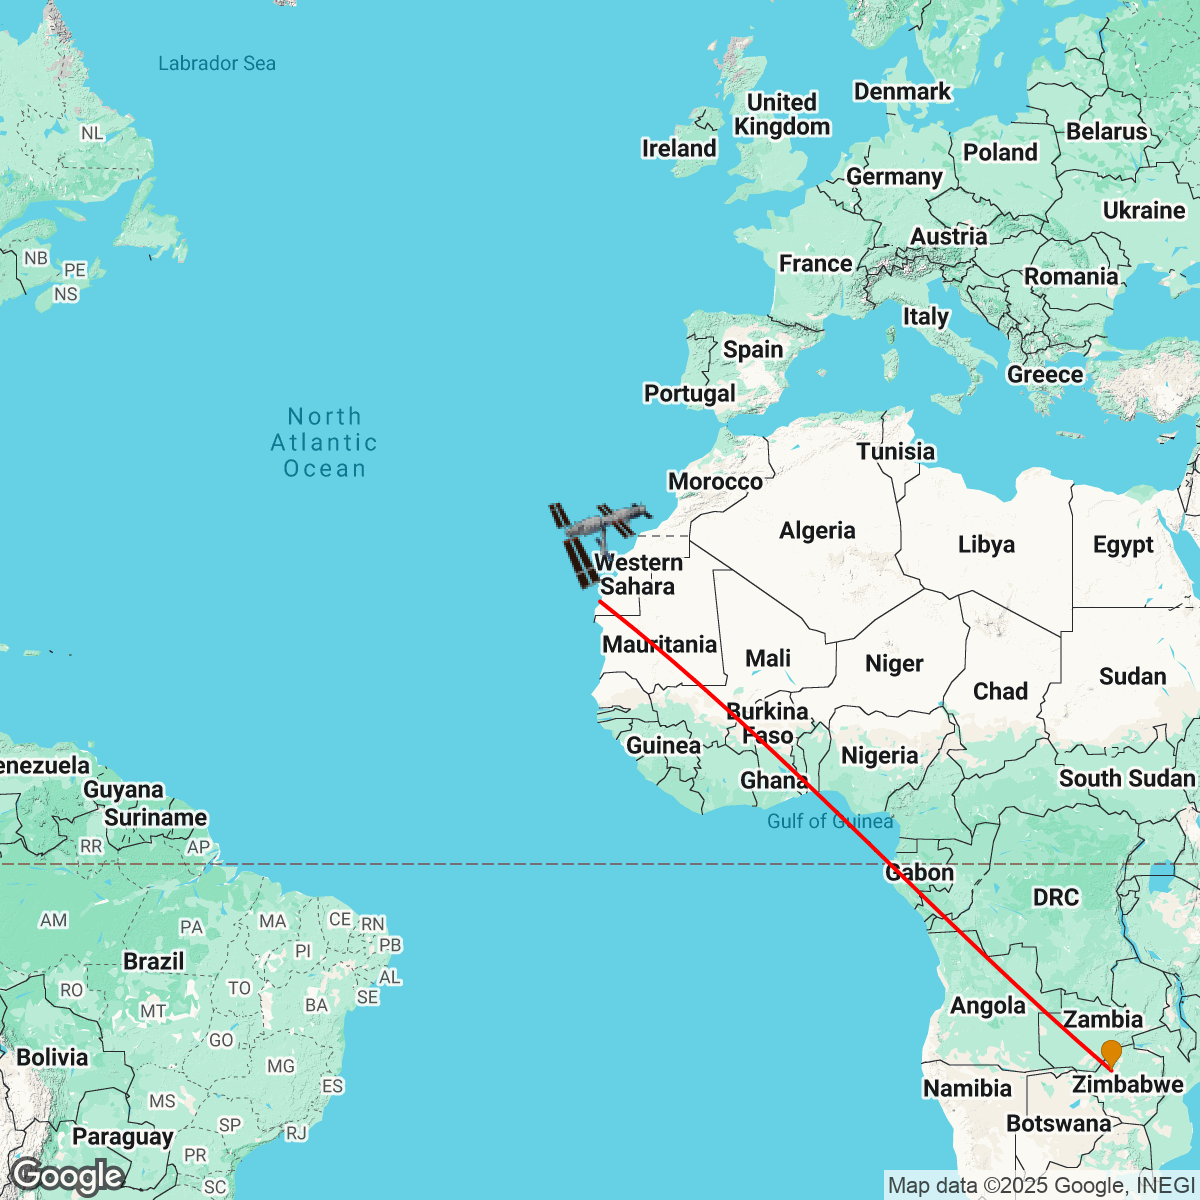 Labrador Sea
NL
NB
PE
NS
Denmark
United
Kingdom
Ireland
Belarus
Poland
Germany
Ukraine
Austria
France
Romania
Italy
Spain
Greece
Portugal
North
Atlantic
Ocean
Tunisia
Morocco
Algeria
Libya
Egypt
Western
Sahara
Mauritania
Mali
Niger
Chad
Sudan
Burkina
Faso
Guinea
Nigeria
Ghana
South Sudan
enezuela
Guyana
Suriname
Gulf of Guinea
RR
AP
Gabon
DRC
AM
PA
MA
CE
RN
PB
PI
Brazil
AL
SE
TO
BA
RO
MT
Angola
Zambia
GO
Bolivia
MG
ES
Zimbabwe
Namibia
MS
SP
Botswana
RJ
Paraguay
PR
SC
Google
Map data ©2025 Google, INEGI